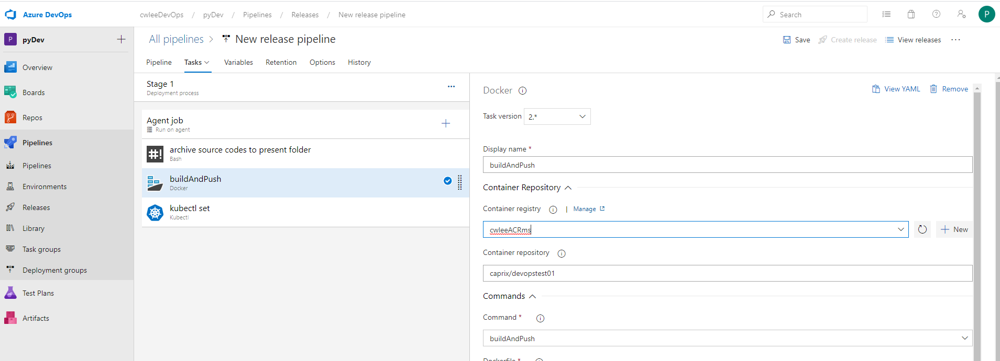 Azure DevOps
cwleeDevOps / pyDev / Pipelines / Releases / New release pipeline
Search
P
P pyDev
All pipelines > New release pipeline
Save Create release View releases ...
Overview
Boards
Repos
Pipelines
Pipelines
Environments
Releases
Library
Task groups
Deployment groups
Test Plans
Artifacts
Pipeline Tasks Variables Retention Options History
Stage 1
Deployment process
...
Agent job
Run on agent
#! archive source codes to present folder
Bash
buildAndPush
Docker
kubectl set
Kubectl
Docker
View YAML Remove
Task version 2.*
Display name *
buildAndPush
Container Repository
Container registry | Manage
cwleeACRms
New
Container repository
caprix/devopstest01
Commands
Command *
buildAndPush
Dockerfile *